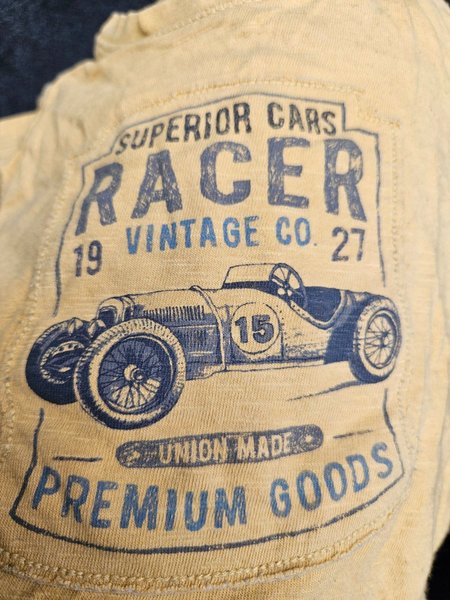 SUPERIOR CARS
RACER
VINTAGE CO.
19 27
15
UNION MADE
PREMIUM GOODS